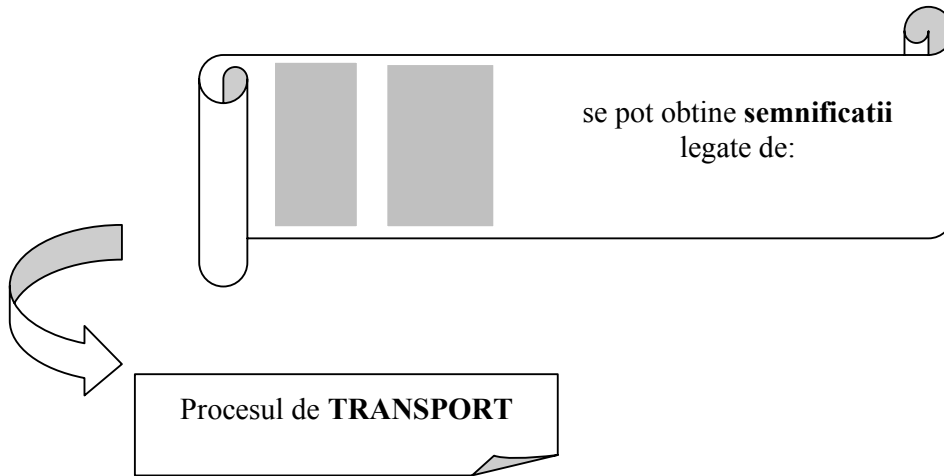 se pot obtine semnificatii
legate de:
Procesul de TRANSPORT